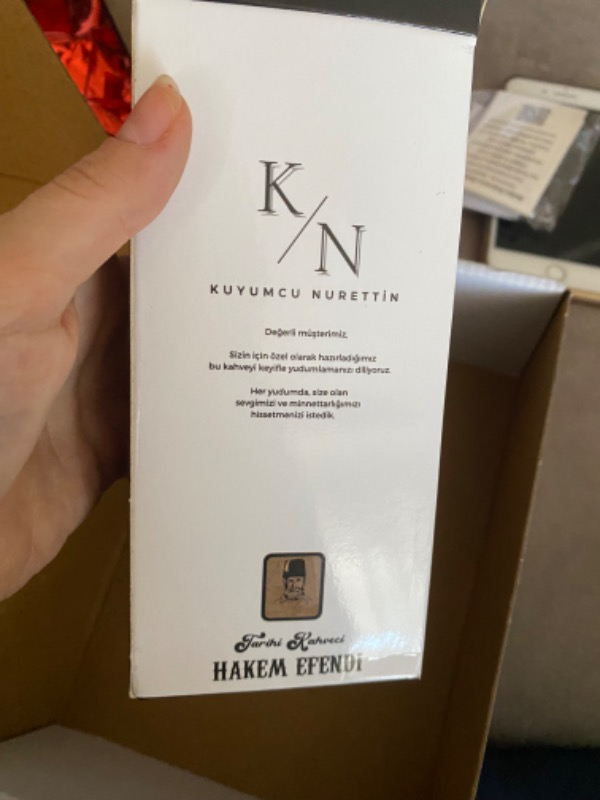 K/N
KUYUMCU NURETTİN
Değerli müşterimiz,
Sizin için özel olarak hazırladığımız
bu kahveyi keyifle yudumlamanızı diliyoruz.
Her yudumda, size olan
sevgimizi ve minnettarlığımızı
hissetmenizi istedik.
Tarihi Kahveci
HAKEM EFENDİ